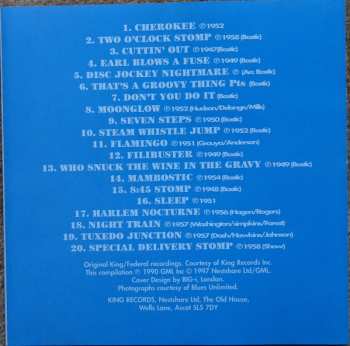 1. CHEROKEE ℗1952
2. TWO O'CLOCK STOMP ℗1956 (Bostic)
3. CUTTIN' OUT ℗1947(Bostic)
4. EARL BLOWS A FUSE ℗1949 (Bostic)
5. DISC JOCKEY NIGHTMARE ℗ (Arc Bostic)
6. THAT'S A GROOVY THING Pts (Bostic)
7. DON'T YOU DO IT (Bostic)
8. MOONGLOW ℗1952 (Hudson/Delange/Mills)
9. SEVEN STEPS ℗1950 (Bostic)
10. STEAM WHISTLE JUMP ℗1952 (Bostic)
11. FLAMINGO ℗1951 (Grouya/Anderson)
12. FILIBUSTER ℗1949 (Bostic)
13. WHO SNUCK THE WINE IN THE GRAVY ℗1949 (Bostic)
14. MAMBOSTIC ℗1954 (Bostic)
15. 8:45 STOMP ℗1948 (Bostic)
16. SLEEP ℗1951
17. HARLEM NOCTURNE ℗1956 (Hagen/Rogers)
18. NIGHT TRAIN ℗1957 (Washington/simpkins/Forrest)
19. TUXEDO JUNCTION ℗1957 (Dash/Hawkins/Johnson)
20. SPECIAL DELIVERY STOMP ℗1958 (Shaw)
Original King/Federal recordings. Courtesy of King Records Inc.
This compilation ℗ 1990 GML Inc © 1997 Nextshare Ltd/GML.
Cover Design by BIG-i, London.
Photographs courtesy of Blues Unlimited.
KING RECORDS, Nextshare Ltd, The Old House,
Wells Lane, Ascot SL5 7DY